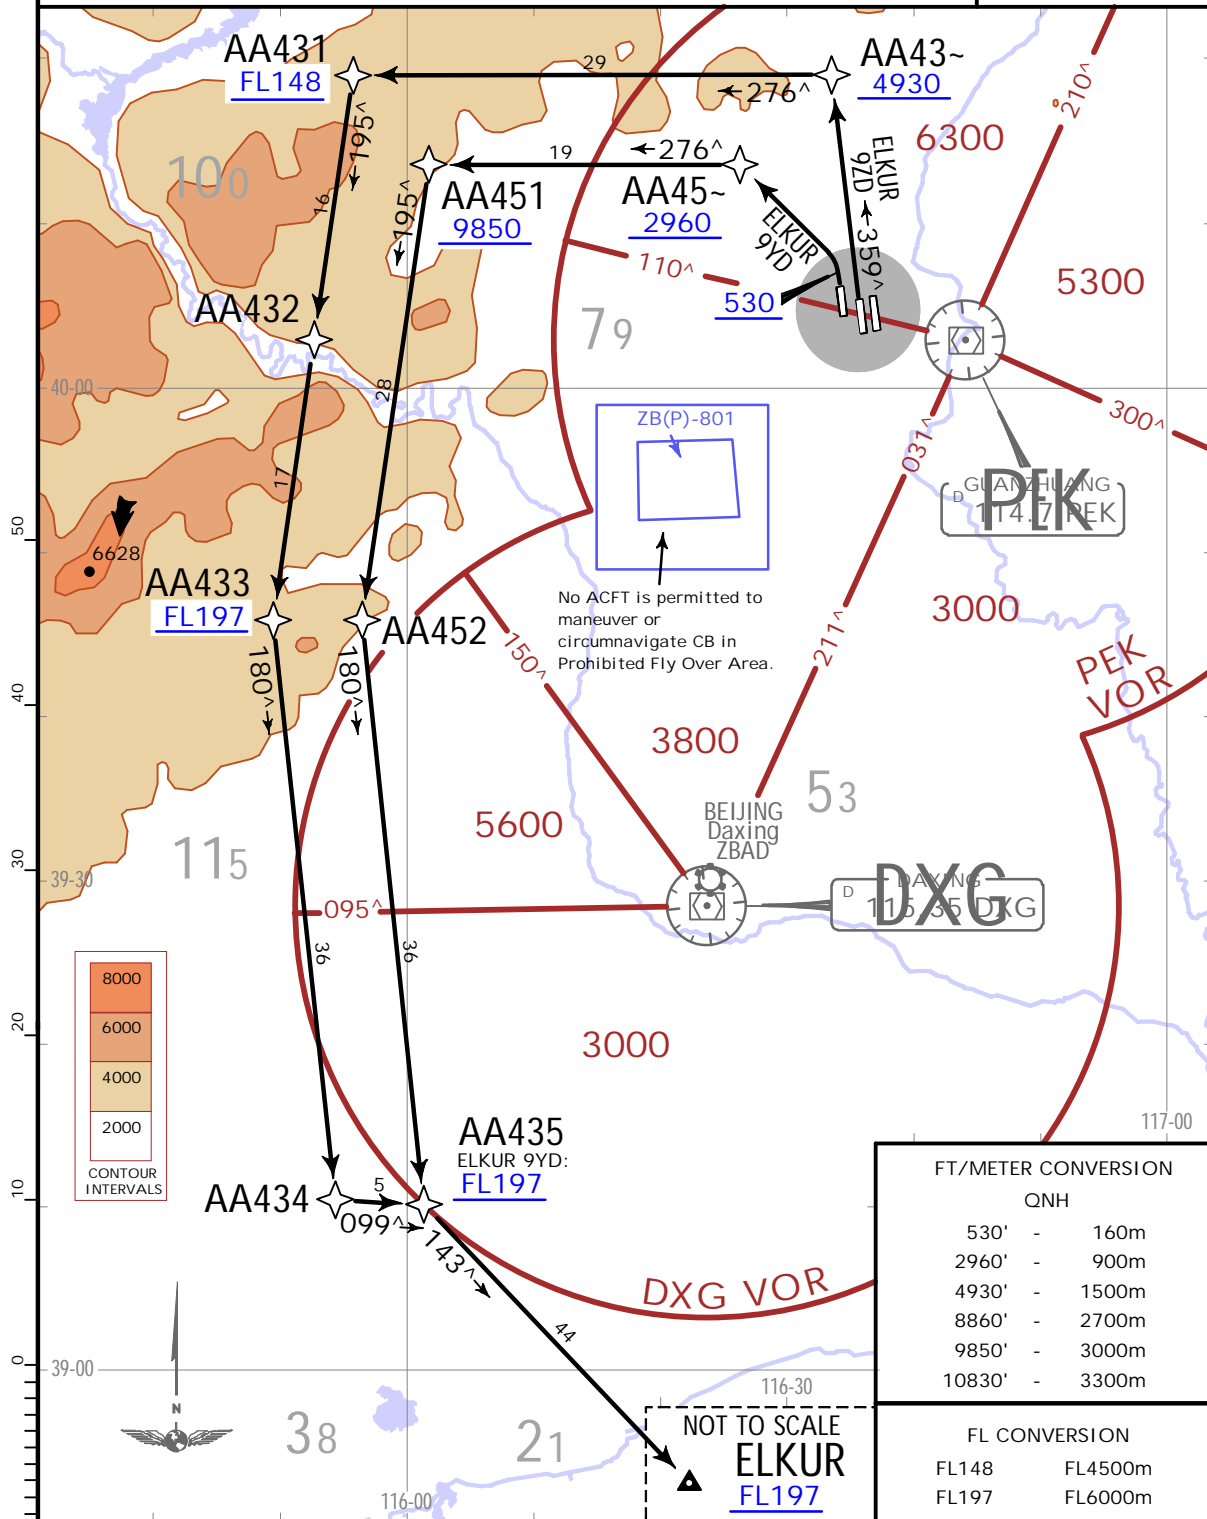 AA431
FL148
29
276^
AA43~
4930
6300
210^
195^
100
16
19
276^
AA451
9850
195^
AA45~
2960
ELKUR
9YD
ELKUR
9ZD
359^
530
110^
79
5300
AA432
40-00
28
17
ZB(P)-801
031^
300^
PEK
D
GUANZHUANG
114.7 PEK
50
6628
No ACFT is permitted to
maneuver or
circumnavigate CB in
Prohibited Fly Over Area.
AA433
FL197
AA452
180^
180^
150^
211^
3000
PEK
VOR
40
3800
53
5600
BEIJING
Daxing
ZBAD
115
30
39-30
095^
DXG
D
DAXING
115.35 DXG
36
36
8000
6000
4000
2000
CONTOUR
INTERVALS
20
3000
117-00
AA435
ELKUR 9YD:
FL197
10
AA434
5
099^
143^
DXG VOR
44
0
39-00
116-30
N
38
21
116-00
NOT TO SCALE
ELKUR
FL197
FT/METER CONVERSION
QNH
530' - 160m
2960' - 900m
4930' - 1500m
8860' - 2700m
9850' - 3000m
10830' - 3300m
FL CONVERSION
FL148 FL4500m
FL197 FL6000m